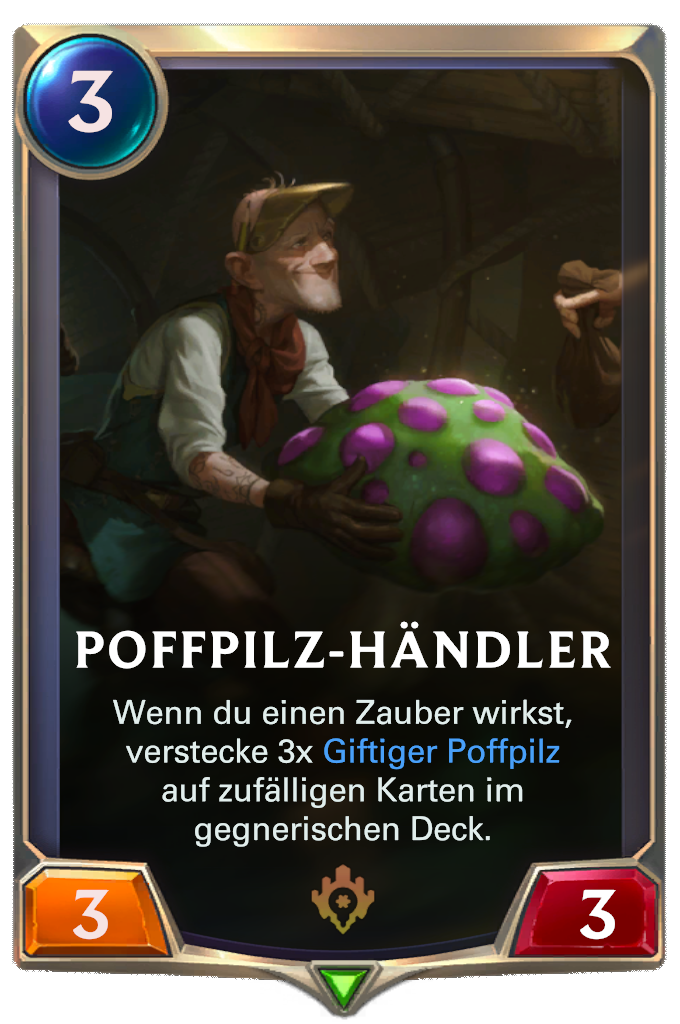 3
POFFPILZ-HÄNDLER
Wenn du einen Zauber wirkst,
verstecke 3x Giftiger Poffpilz
auf zufälligen Karten im
gegnerischen Deck.
3
3